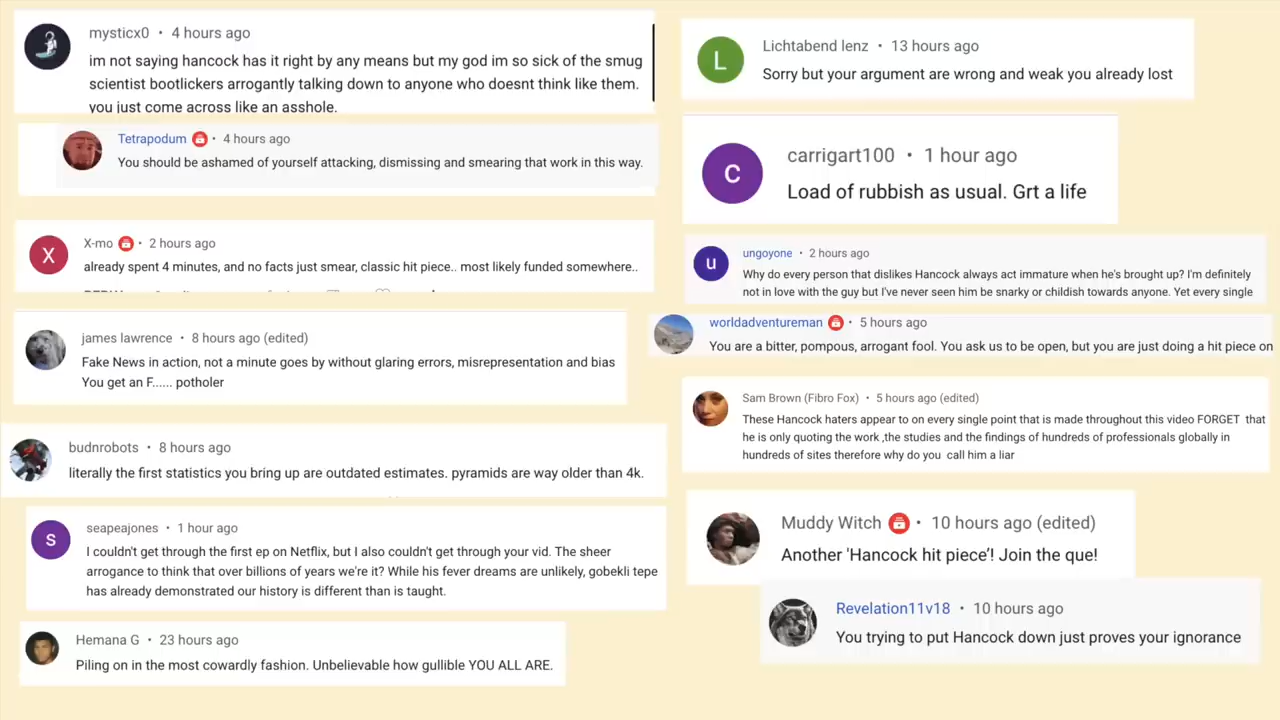 mysticx0 • 4 hours ago
im not saying hancock has it right by any means but my god im so sick of the smug
scientist bootlickers arrogantly talking down to anyone who doesnt think like them.
you just come across like an asshole.
Tetrapodum • 4 hours ago
You should be ashamed of yourself attacking, dismissing and smearing that work in this way.
X
X-mo • 2 hours ago
already spent 4 minutes, and no facts just smear, classic hit piece.. most likely funded somewhere..
james lawrence • 8 hours ago (edited)
Fake News in action, not a minute goes by without glaring errors, misrepresentation and bias
You get an F...... potholer
budnrobots • 8 hours ago
literally the first statistics you bring up are outdated estimates. pyramids are way older than 4k.
s
seapeajones • 1 hour ago
I couldn't get through the first ep on Netflix, but I also couldn't get through your vid. The sheer
arrogance to think that over billions of years we're it? While his fever dreams are unlikely, gobekli tepe
has already demonstrated our history is different than is taught.
Hemana G • 23 hours ago
Piling on in the most cowardly fashion. Unbelievable how gullible YOU ALL ARE.
L
Lichtabend lenz • 13 hours ago
Sorry but your argument are wrong and weak you already lost
C
carrigart100 • 1 hour ago
Load of rubbish as usual. Grt a life
u
ungoyone • 2 hours ago
Why do every person that dislikes Hancock always act immature when he's brought up? I'm definitely
not in love with the guy but I've never seen him be snarky or childish towards anyone. Yet every single
worldadventureman • 5 hours ago
You are a bitter, pompous, arrogant fool. You ask us to be open, but you are just doing a hit piece on
Sam Brown (Fibro Fox) • 5 hours ago (edited)
These Hancock haters appear to on every single point that is made throughout this video FORGET that
he is only quoting the work ,the studies and the findings of hundreds of professionals globally in
hundreds of sites therefore why do you call him a liar
Muddy Witch • 10 hours ago (edited)
Another 'Hancock hit piece'! Join the que!
Revelation11v18 • 10 hours ago
You trying to put Hancock down just proves your ignorance